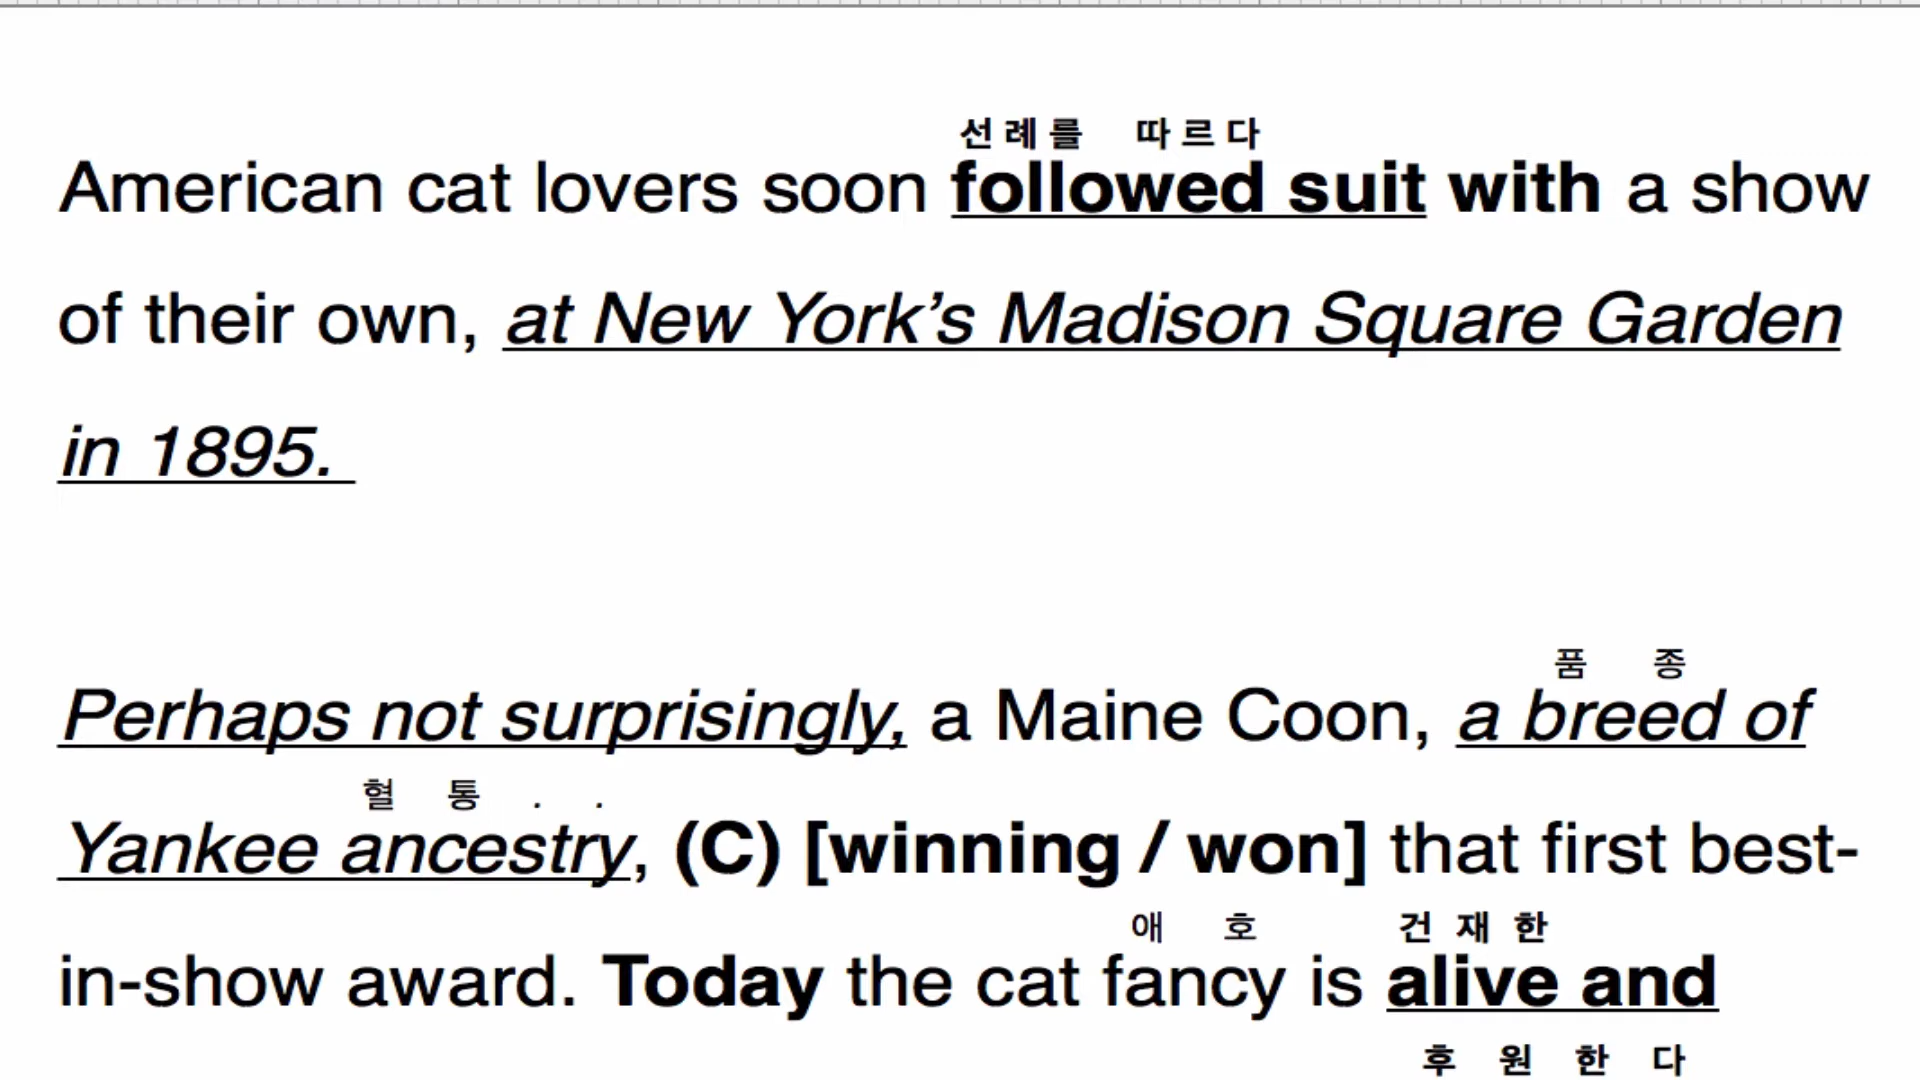 선례를 따르다
American cat lovers soon followed suit with a show
of their own, at New York’s Madison Square Garden
in 1895.
품종
Perhaps not surprisingly, a Maine Coon, a breed of
혈통..
Yankee ancestry, (C) [winning / won] that first best-
애호 건재한
in-show award. Today the cat fancy is alive and
후원한다